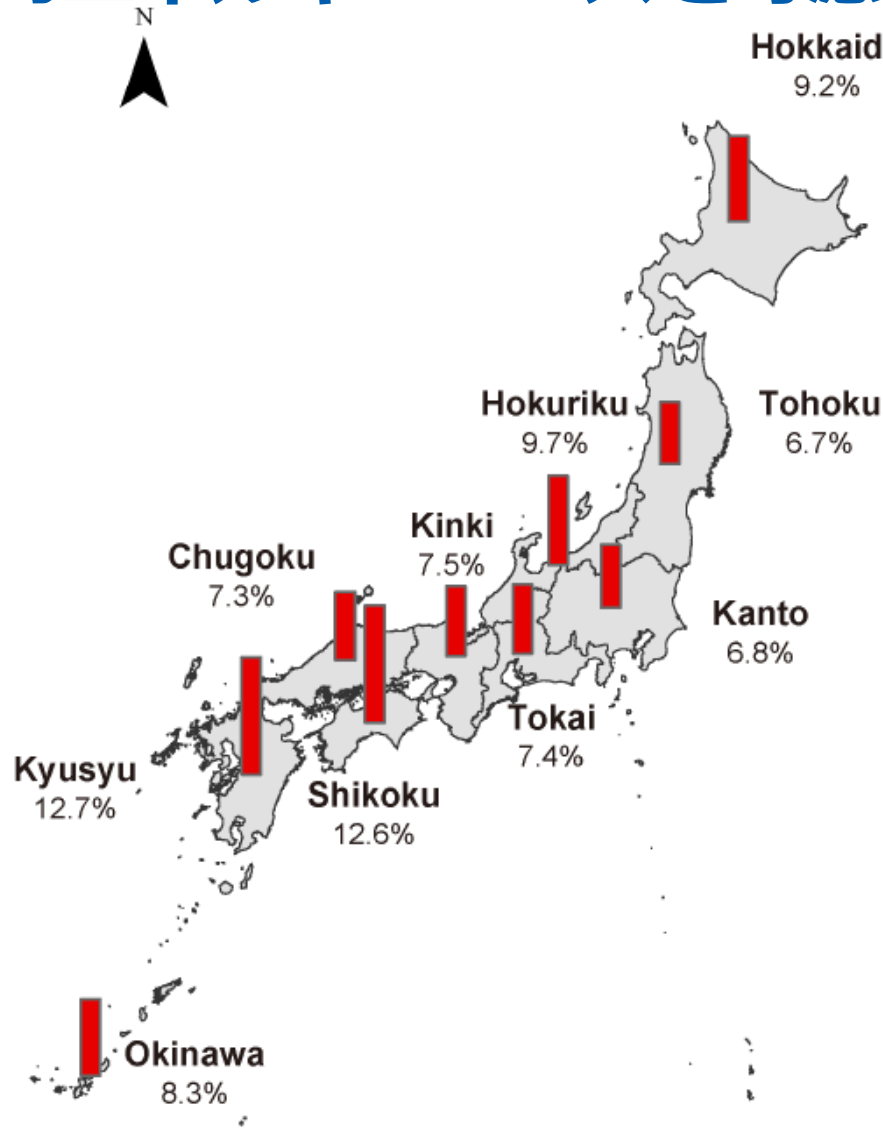 N
Hokkaid
9.2%
Hokuriku
9.7%
Tohoku
6.7%
Kinki
7.5%
Chugoku
7.3%
Kanto
6.8%
Tokai
7.4%
Kyusyu
12.7%
Shikoku
12.6%
Okinawa
8.3%